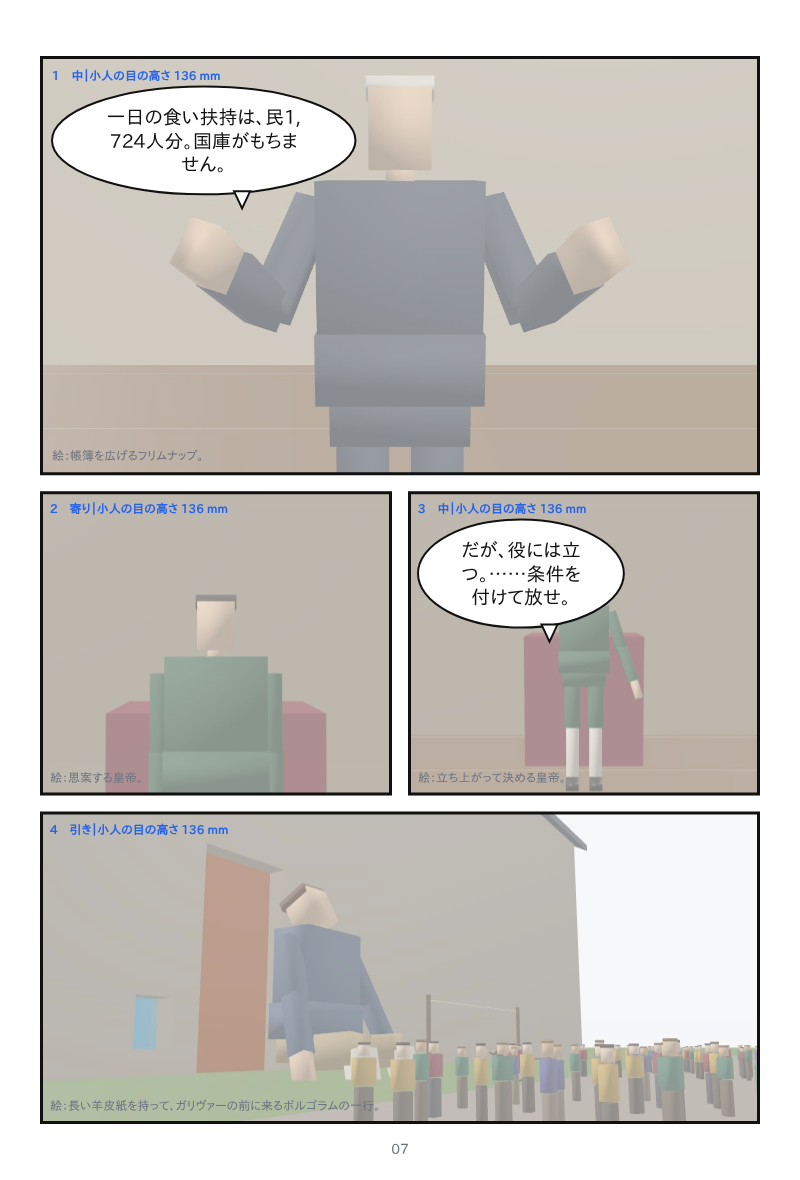 1 中|小人の目の高さ 136 mm
一日の食い扶持は、民1,
724人分。国庫がもちま
せん。
絵：帳簿を広げるフリムナップ。
2 寄り|小人の目の高さ 136 mm
絵：思案する皇帝。
3 中|小人の目の高さ 136 mm
だが、役には立
つ。……条件を
付けて放せ。
絵：立ち上がって決める皇帝。
4 引き|小人の目の高さ 136 mm
絵：長い羊皮紙を持って、ガリヴァーの前に来るボルゴラムの一行。
07